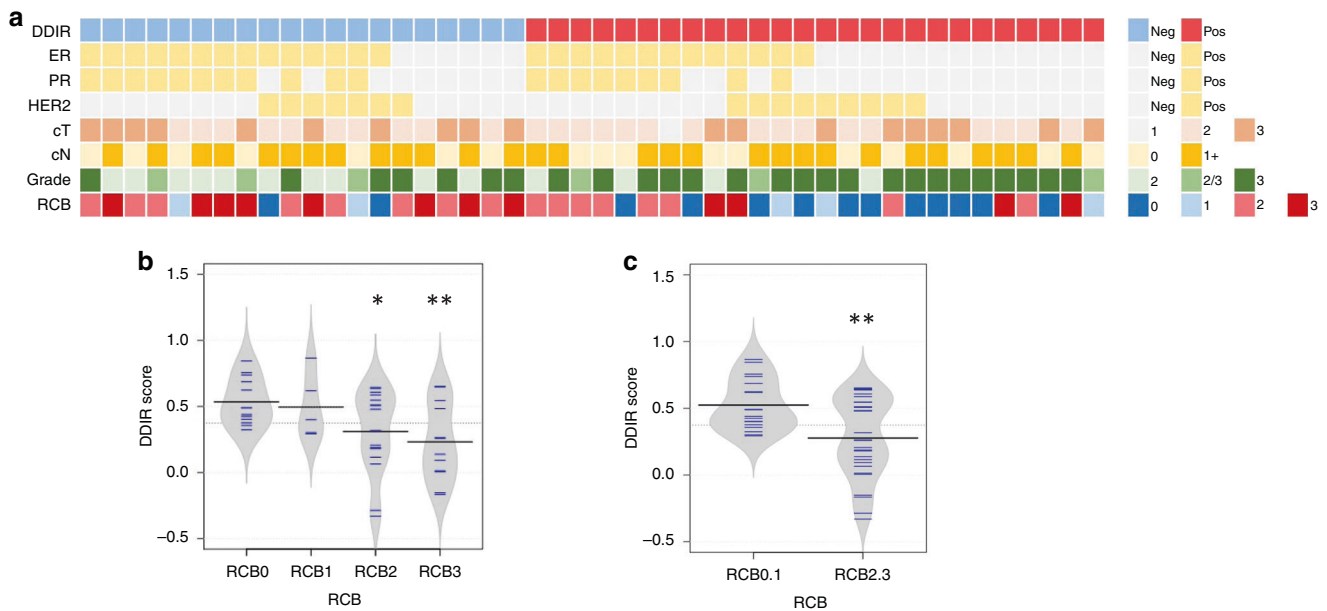 a
DDIR Neg Pos
ER Neg Pos
PR Neg Pos
HER2 Neg Pos
cT 1 2 3
cN 0 1+
Grade 2 2/3 3
RCB 0 1 2 3
b
1.5
1.0
0.5
0.0
–0.5
DDIR score
* **
RCB0 RCB1 RCB2 RCB3
RCB
c
1.5
1.0
0.5
0.0
–0.5
DDIR score
**
RCB0.1 RCB2.3
RCB